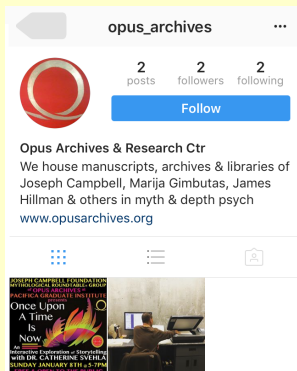 opus_archives
2 2 2
posts followers following
Follow
Opus Archives & Research Ctr
We house manuscripts, archives & libraries of
Joseph Campbell, Marija Gimbutas, James
Hillman & others in myth & depth psych
www.opusarchives.org
JOSEPH CAMPBELL FOUNDATION
MYTHOLOGICAL ROUNDTABLE® GROUP
of OPUS ARCHIVES at
PACIFICA GRADUATE INSTITUTE
presents
Once Upon
A Time
Is
Now
An
Interactive Exploration of Storytelling
with DR. CATHERINE SVEHLA
SUNDAY JANUARY 8TH 5-7PM